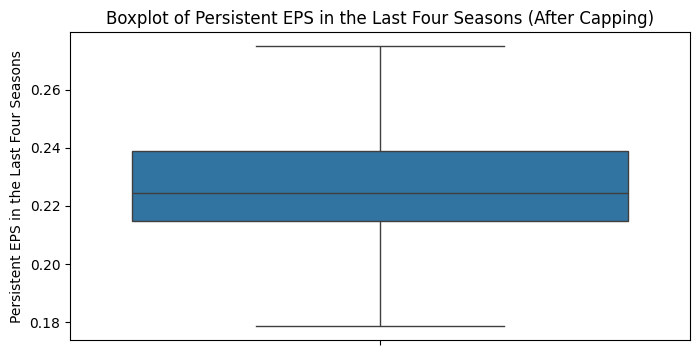 Boxplot of Persistent EPS in the Last Four Seasons (After Capping)
Persistent EPS in the Last Four Seasons
0.26
0.24
0.22
0.20
0.18